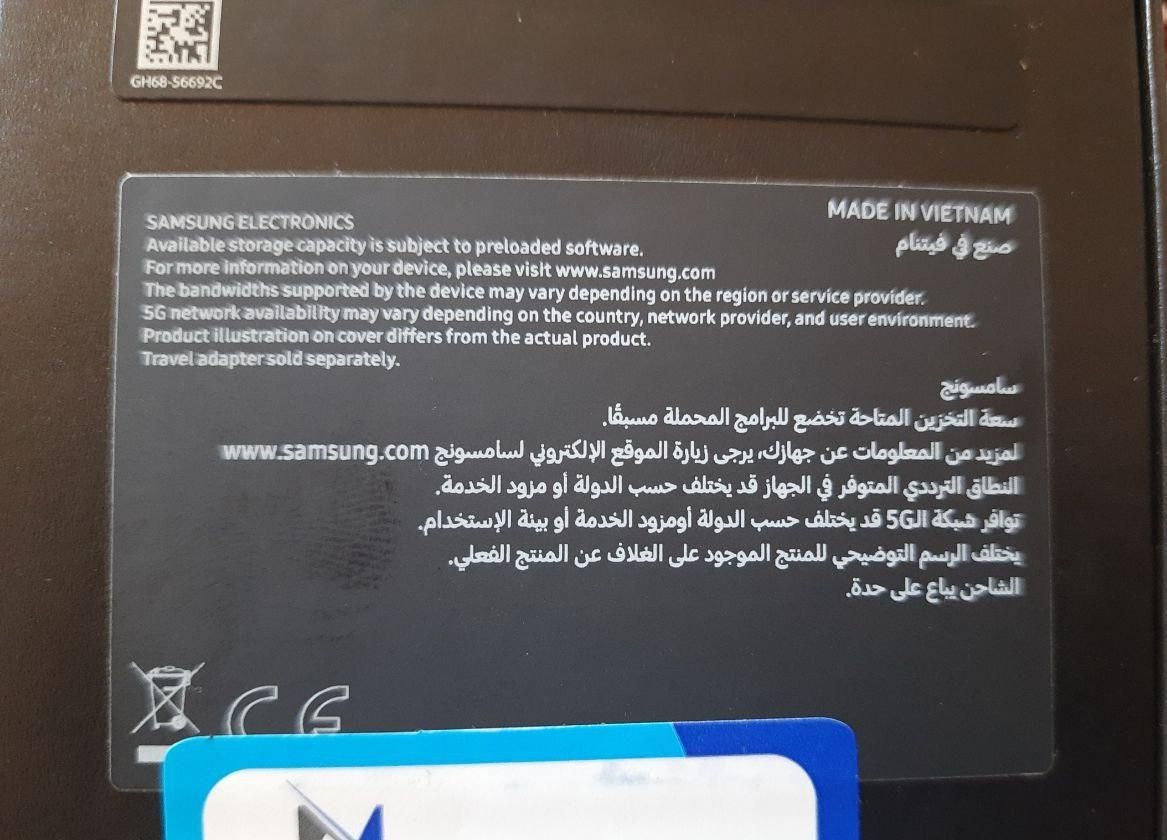 GH68-56692C
MADE IN VIETNAM
صنع في فيتنام
SAMSUNG ELECTRONICS
Available storage capacity is subject to preloaded software.
For more information on your device, please visit www.samsung.com
The bandwidths supported by the device may vary depending on the region or service provider.
5G network availability may vary depending on the country, network provider, and user environment.
Product illustration on cover differs from the actual product.
Travel adapter sold separately.
سامسونج
سعة التخزين المتاحة تخضع للبرامج المحملة مسبقًا.
لمزيد من المعلومات عن جهازك، يرجى زيارة الموقع الإلكتروني لسامسونج www.samsung.com
النطاق الترددي المتوفر في الجهاز قد يختلف حسب الدولة أو مزود الخدمة.
توافر شبكة الـ5G قد يختلف حسب الدولة أومزود الخدمة أو بيئة الإستخدام.
يختلف الرسم التوضيحي للمنتج الموجود على الغلاف عن المنتج الفعلي.
الشاحن يباع على حدة.
CE